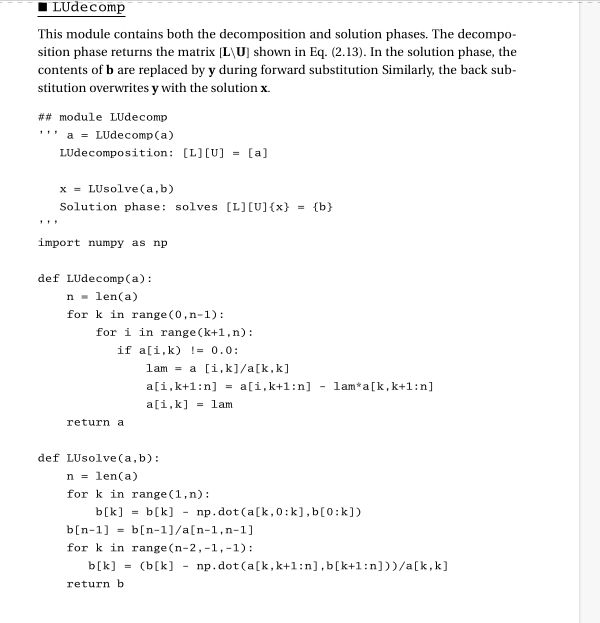 ■ LUdecomp
This module contains both the decomposition and solution phases. The decompo-
sition phase returns the matrix [L\U] shown in Eq. (2.13). In the solution phase, the
contents of b are replaced by y during forward substitution Similarly, the back sub-
stitution overwrites y with the solution x.
## module LUdecomp
''' a = LUdecomp(a)
   LUdecomposition: [L][U] = [a]
   x = LUsolve(a,b)
   Solution phase: solves [L][U]{x} = {b}
'''
import numpy as np
def LUdecomp(a):
    n = len(a)
    for k in range(0,n-1):
        for i in range(k+1,n):
           if a[i,k) != 0.0:
               lam = a [i,k]/a[k,k]
               a[i,k+1:n] = a[i,k+1:n] - lam*a[k,k+1:n]
               a[i,k] = lam
    return a
def LUsolve(a,b):
    n = len(a)
    for k in range(1,n):
        b[k] = b[k] - np.dot(a[k,0:k],b[0:k])
    b[n-1] = b[n-1]/a[n-1,n-1]
    for k in range(n-2,-1,-1):
       b[k] = (b[k] - np.dot(a[k,k+1:n],b[k+1:n]))/a[k,k]
    return b